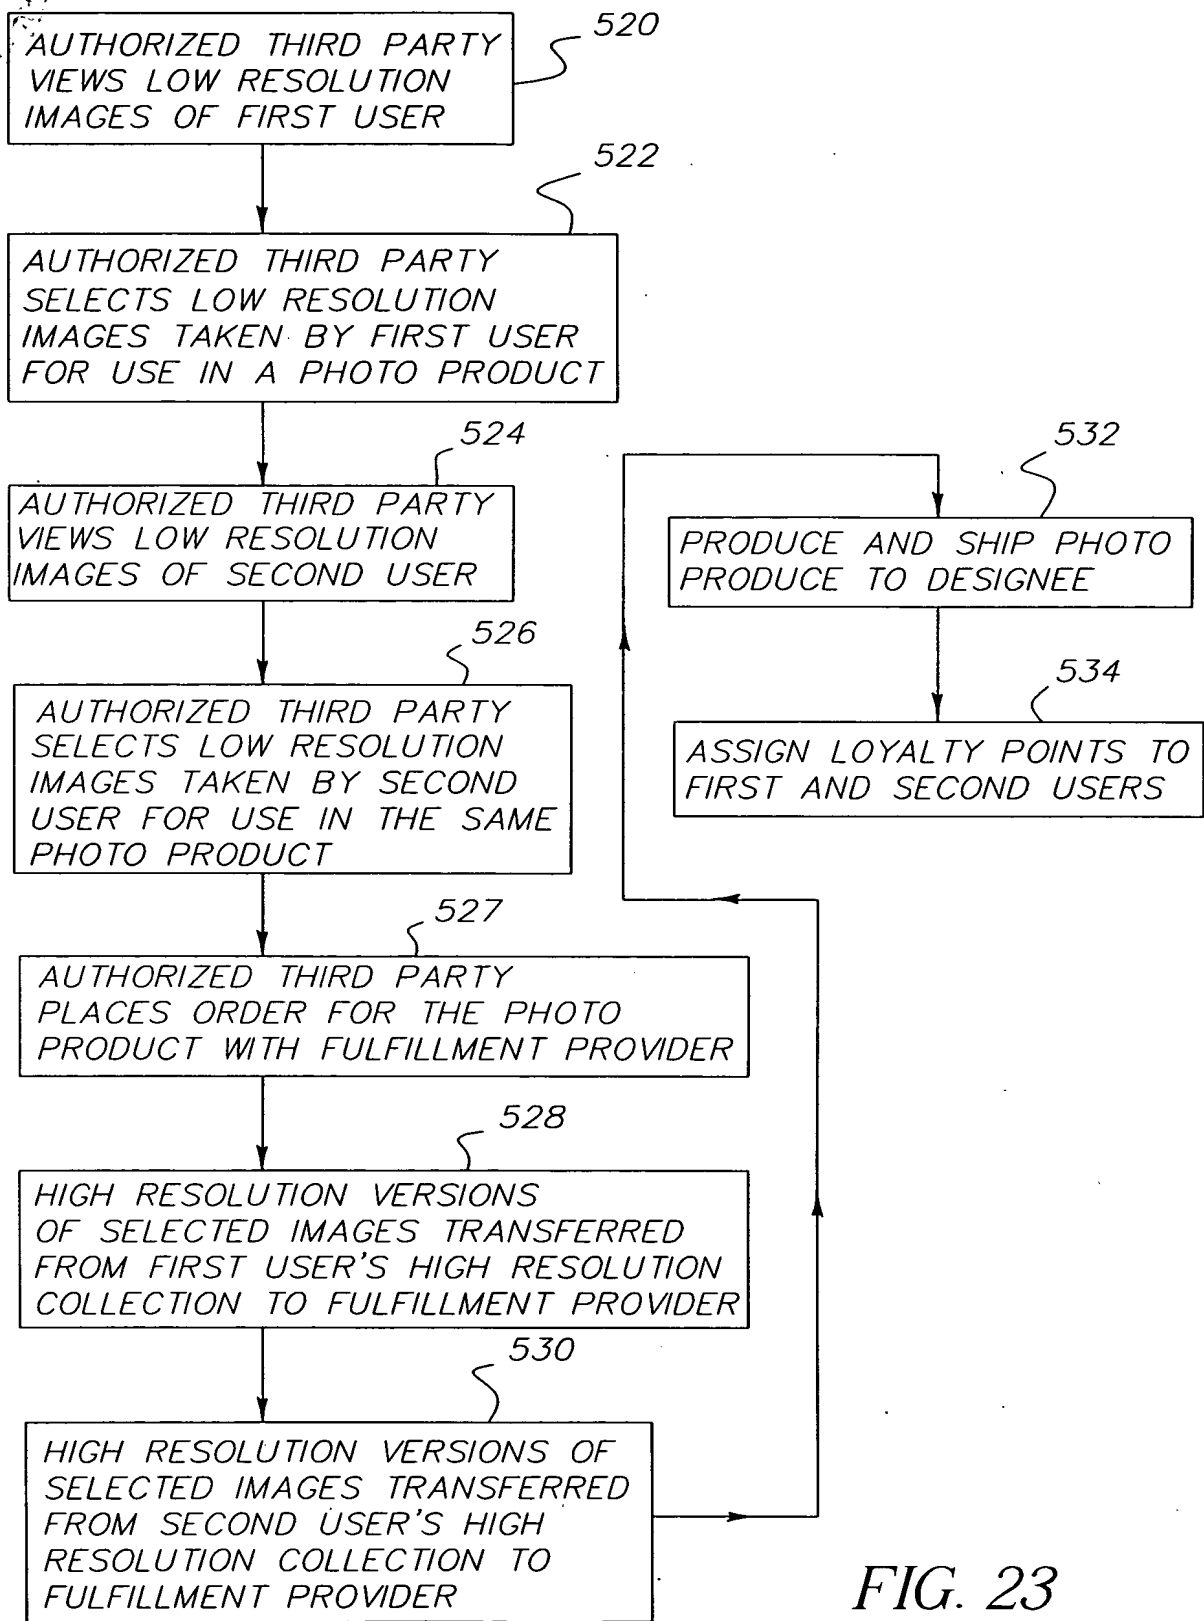 520
AUTHORIZED THIRD PARTY
VIEWS LOW RESOLUTION
IMAGES OF FIRST USER
522
AUTHORIZED THIRD PARTY
SELECTS LOW RESOLUTION
IMAGES TAKEN BY FIRST USER
FOR USE IN A PHOTO PRODUCT
524
AUTHORIZED THIRD PARTY
VIEWS LOW RESOLUTION
IMAGES OF SECOND USER
526
AUTHORIZED THIRD PARTY
SELECTS LOW RESOLUTION
IMAGES TAKEN BY SECOND
USER FOR USE IN THE SAME
PHOTO PRODUCT
527
AUTHORIZED THIRD PARTY
PLACES ORDER FOR THE PHOTO
PRODUCT WITH FULFILLMENT PROVIDER
528
HIGH RESOLUTION VERSIONS
OF SELECTED IMAGES TRANSFERRED
FROM FIRST USER'S HIGH RESOLUTION
COLLECTION TO FULFILLMENT PROVIDER
530
HIGH RESOLUTION VERSIONS OF
SELECTED IMAGES TRANSFERRED
FROM SECOND USER'S HIGH
RESOLUTION COLLECTION TO
FULFILLMENT PROVIDER
532
PRODUCE AND SHIP PHOTO
PRODUCE TO DESIGNEE
534
ASSIGN LOYALTY POINTS TO
FIRST AND SECOND USERS
FIG. 23